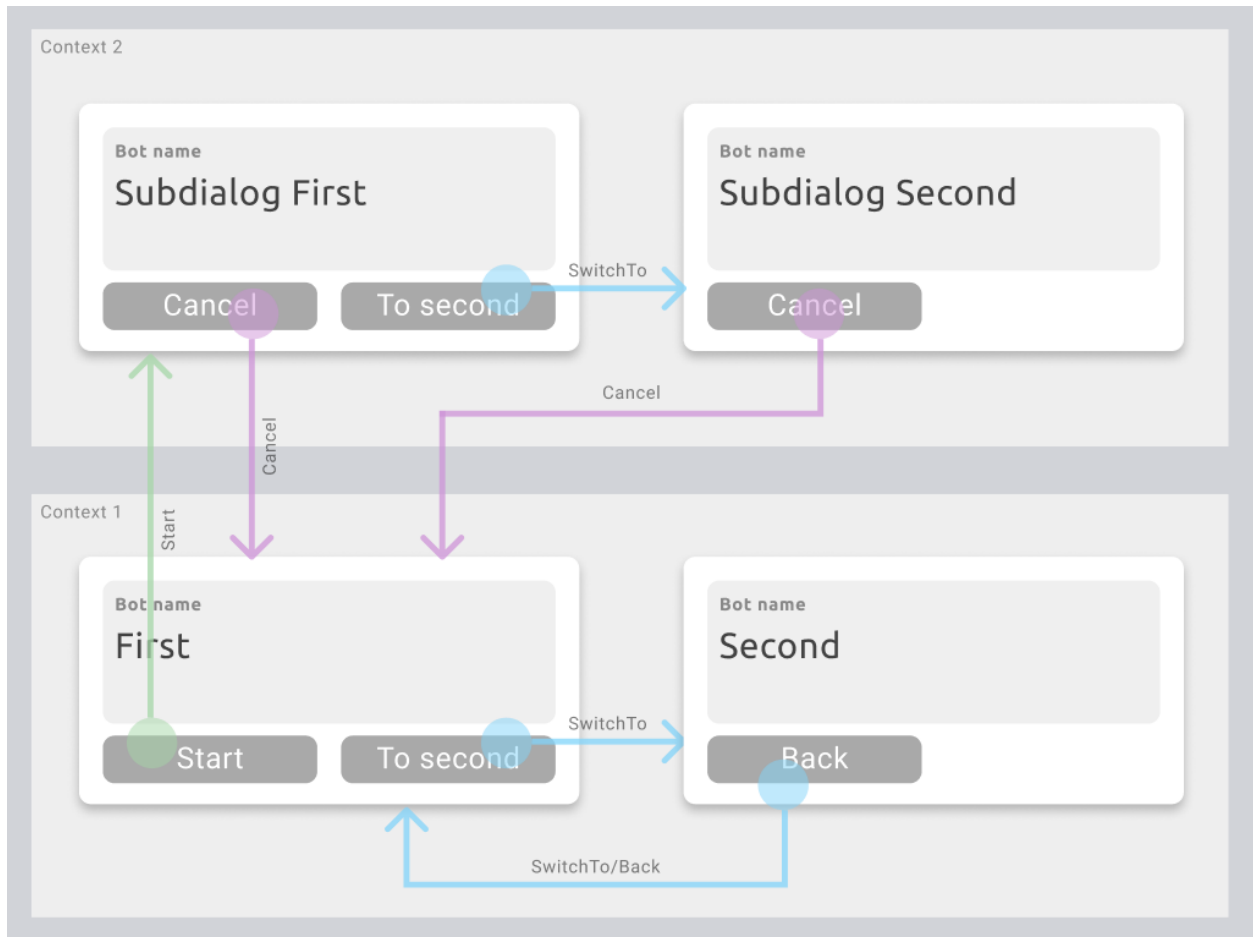 Context 2
Bot name
Subdialog First
Cancel
To second
SwitchTo
Bot name
Subdialog Second
Cancel
Cancel
Cancel
Context 1
Start
Bot name
First
Start
To second
SwitchTo
Bot name
Second
Back
SwitchTo/Back